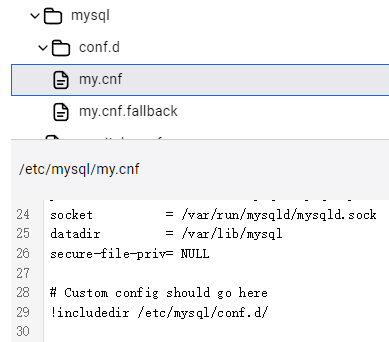 mysql
conf.d
my.cnf
my.cnf.fallback
/etc/mysql/my.cnf
24 socket = /var/run/mysqld/mysqld.sock
25 datadir = /var/lib/mysql
26 secure-file-priv= NULL
27
28 # Custom config should go here
29 !includedir /etc/mysql/conf.d/
30